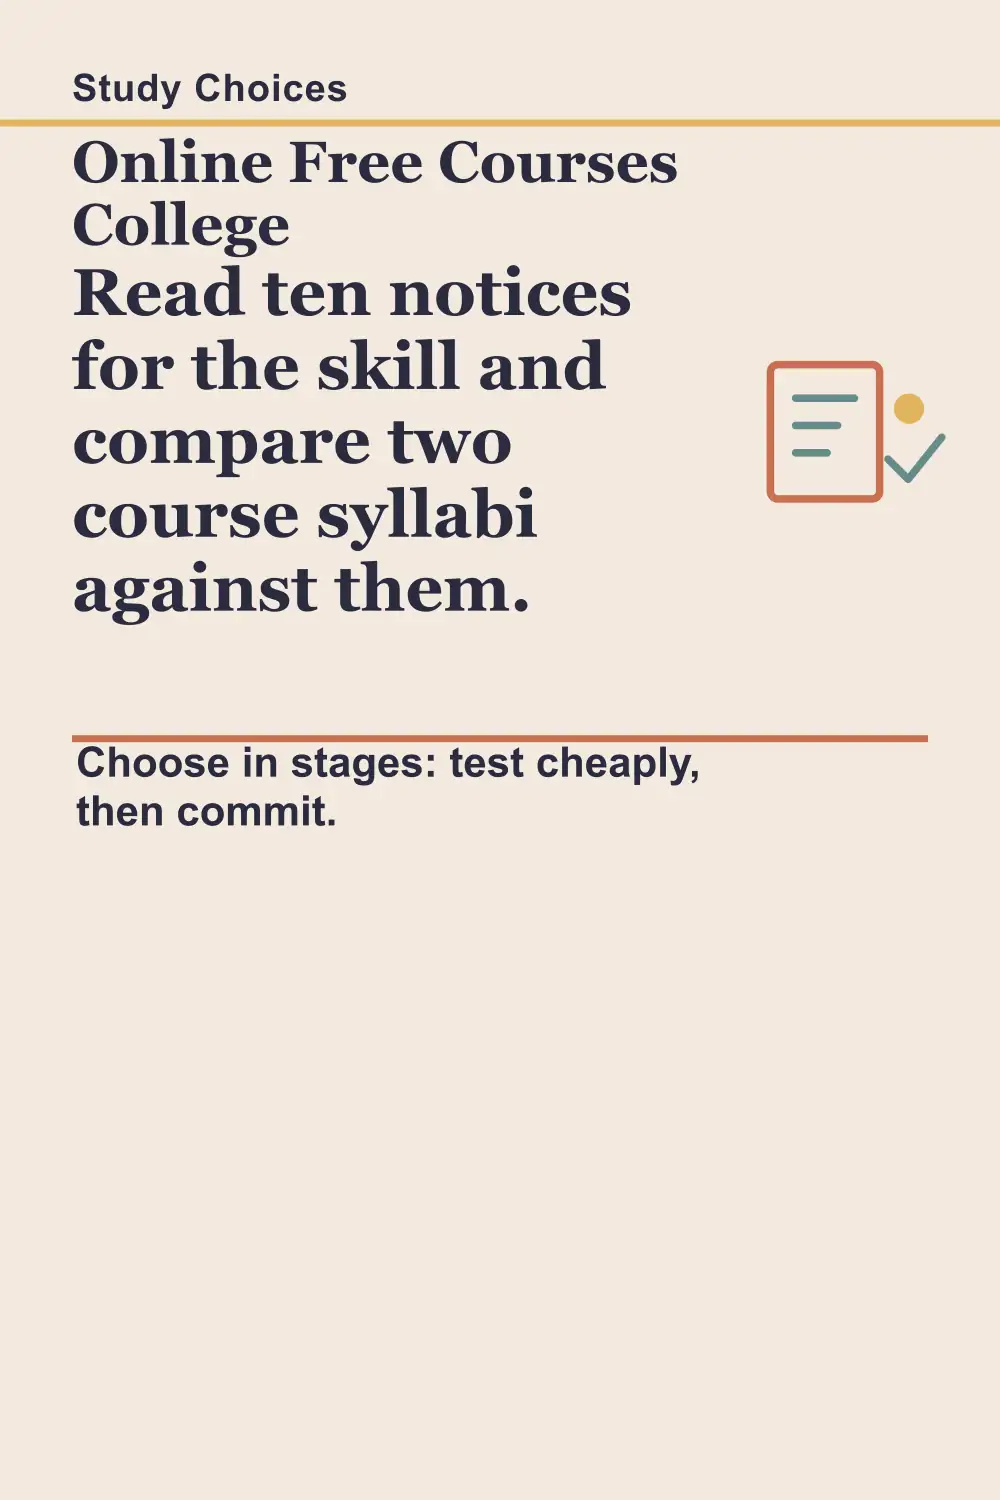 Study Choices
Online Free Courses
College
Read ten notices
for the skill and
compare two
course syllabi
against them.
Choose in stages: test cheaply,
then commit.